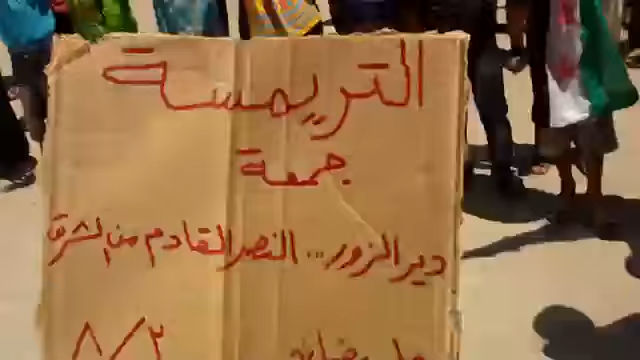 التريمسة
جمعة
دير الزور... النصر القادم من الشرق
٨/٢